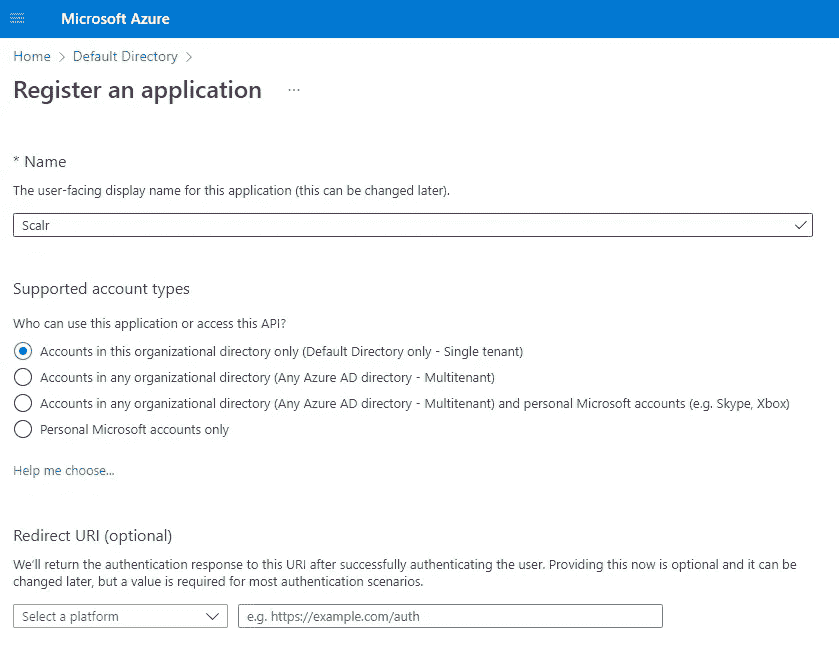 Microsoft Azure
Home > Default Directory >
Register an application ...
* Name
The user-facing display name for this application (this can be changed later).
Scalr
Supported account types
Who can use this application or access this API?
Accounts in this organizational directory only (Default Directory only - Single tenant)
Accounts in any organizational directory (Any Azure AD directory - Multitenant)
Accounts in any organizational directory (Any Azure AD directory - Multitenant) and personal Microsoft accounts (e.g. Skype, Xbox)
Personal Microsoft accounts only
Help me choose...
Redirect URI (optional)
We'll return the authentication response to this URI after successfully authenticating the user. Providing this now is optional and it can be
changed later, but a value is required for most authentication scenarios.
Select a platform e.g. https://example.com/auth